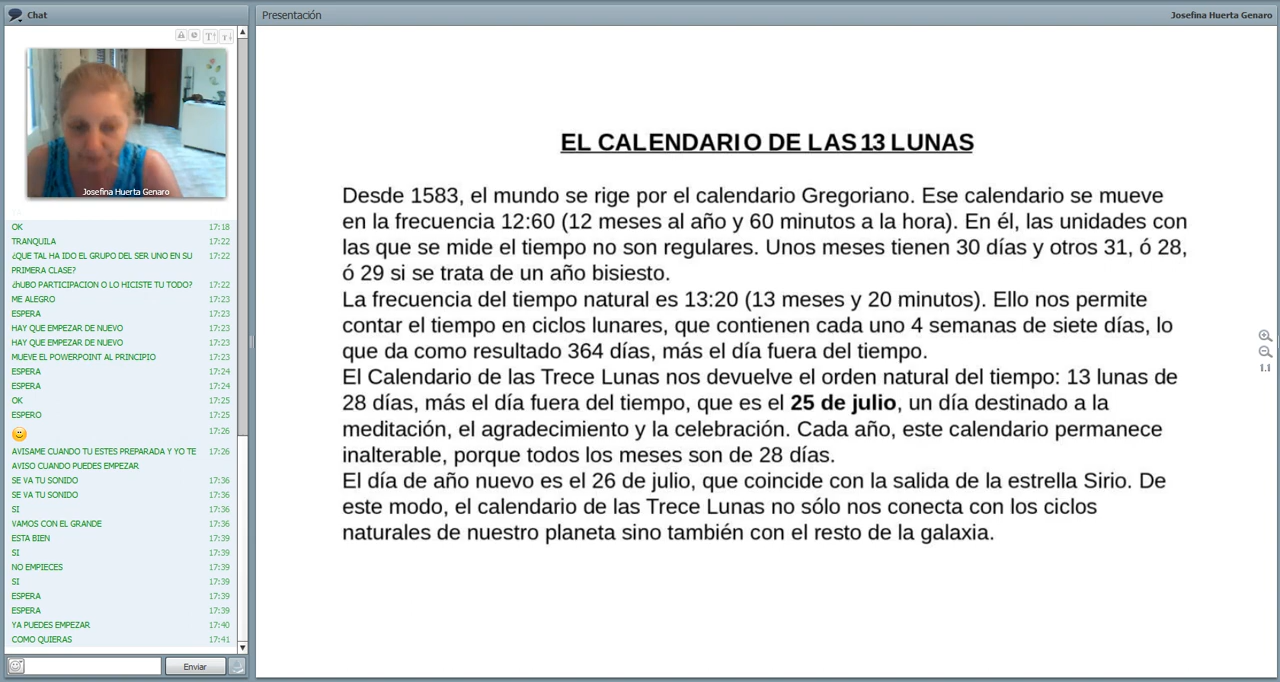 Chat
Josefina Huerta Genaro
OK 17:18
TRANQUILA 17:22
¿QUE TAL HA IDO EL GRUPO DEL SER UNO EN SU 17:22
PRIMERA CLASE?
¿HUBO PARTICIPACION O LO HICISTE TU TODO? 17:22
ME ALEGRO 17:23
ESPERA 17:23
HAY QUE EMPEZAR DE NUEVO 17:23
HAY QUE EMPEZAR DE NUEVO 17:23
MUEVE EL POWERPOINT AL PRINCIPIO 17:23
ESPERA 17:24
ESPERA 17:24
OK 17:25
ESPERO 17:25
17:26
AVISAME CUANDO TU ESTES PREPARADA Y YO TE 17:26
AVISO CUANDO PUEDES EMPEZAR
SE VA TU SONIDO 17:36
SE VA TU SONIDO 17:36
SI 17:36
VAMOS CON EL GRANDE 17:36
ESTA BIEN 17:39
SI 17:39
NO EMPIECES 17:39
SI 17:39
ESPERA 17:39
ESPERA 17:39
YA PUEDES EMPEZAR 17:40
COMO QUIERAS 17:41
Enviar
Presentación
Josefina Huerta Genaro
EL CALENDARIO DE LAS 13 LUNAS
Desde 1583, el mundo se rige por el calendario Gregoriano. Ese calendario se mueve
en la frecuencia 12:60 (12 meses al año y 60 minutos a la hora). En él, las unidades con
las que se mide el tiempo no son regulares. Unos meses tienen 30 días y otros 31, ó 28,
ó 29 si se trata de un año bisiesto.
La frecuencia del tiempo natural es 13:20 (13 meses y 20 minutos). Ello nos permite
contar el tiempo en ciclos lunares, que contienen cada uno 4 semanas de siete días, lo
que da como resultado 364 días, más el día fuera del tiempo.
El Calendario de las Trece Lunas nos devuelve el orden natural del tiempo: 13 lunas de
28 días, más el día fuera del tiempo, que es el 25 de julio, un día destinado a la
meditación, el agradecimiento y la celebración. Cada año, este calendario permanece
inalterable, porque todos los meses son de 28 días.
El día de año nuevo es el 26 de julio, que coincide con la salida de la estrella Sirio. De
este modo, el calendario de las Trece Lunas no sólo nos conecta con los ciclos
naturales de nuestro planeta sino también con el resto de la galaxia.
1.1